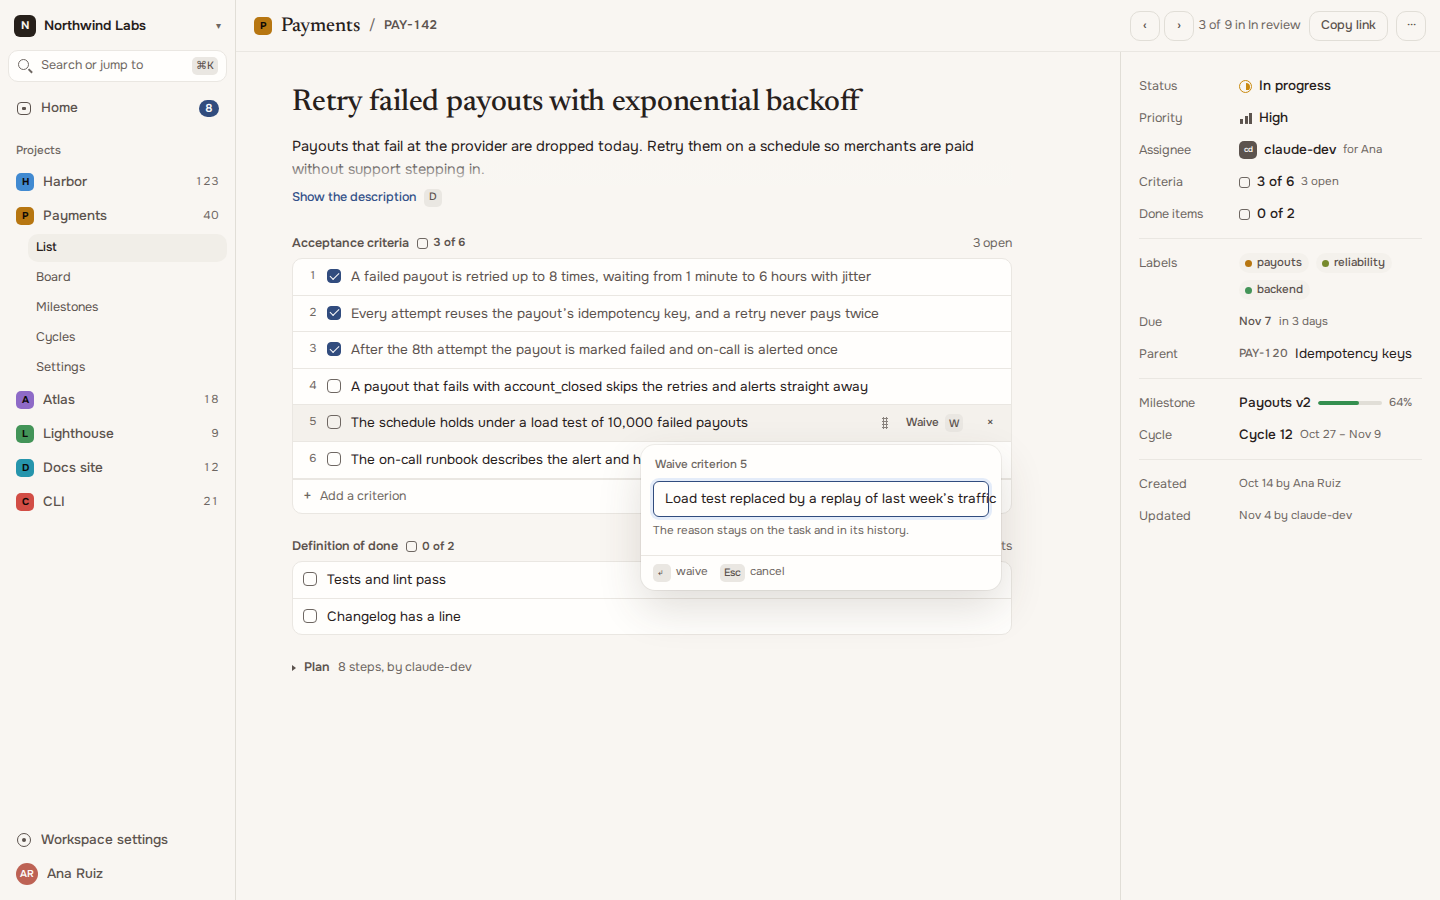 N Northwind Labs ▾
Search or jump to ⌘K
Home 8
Projects
H Harbor 123
P Payments 40
List
Board
Milestones
Cycles
Settings
A Atlas 18
L Lighthouse 9
D Docs site 12
C CLI 21
Workspace settings
AR Ana Ruiz
P Payments / PAY-142
‹ › 3 of 9 in In review Copy link ···
Retry failed payouts with exponential backoff
Payouts that fail at the provider are dropped today. Retry them on a schedule so merchants are paid
without support stepping in.
Show the description D
Acceptance criteria 3 of 6 3 open
1 A failed payout is retried up to 8 times, waiting from 1 minute to 6 hours with jitter
2 Every attempt reuses the payout's idempotency key, and a retry never pays twice
3 After the 8th attempt the payout is marked failed and on-call is alerted once
4 A payout that fails with account_closed skips the retries and alerts straight away
5 The schedule holds under a load test of 10,000 failed payouts Waive W ×
6 The on-call runbook describes the alert and h
+ Add a criterion
Waive criterion 5
Load test replaced by a replay of last week's traffic
The reason stays on the task and in its history.
↵ waive Esc cancel
Definition of done 0 of 2 ts
Tests and lint pass
Changelog has a line
Plan 8 steps, by claude-dev
Status In progress
Priority High
Assignee cd claude-dev for Ana
Criteria 3 of 6 3 open
Done items 0 of 2
Labels payouts reliability
backend
Due Nov 7 in 3 days
Parent PAY-120 Idempotency keys
Milestone Payouts v2 64%
Cycle Cycle 12 Oct 27 – Nov 9
Created Oct 14 by Ana Ruiz
Updated Nov 4 by claude-dev